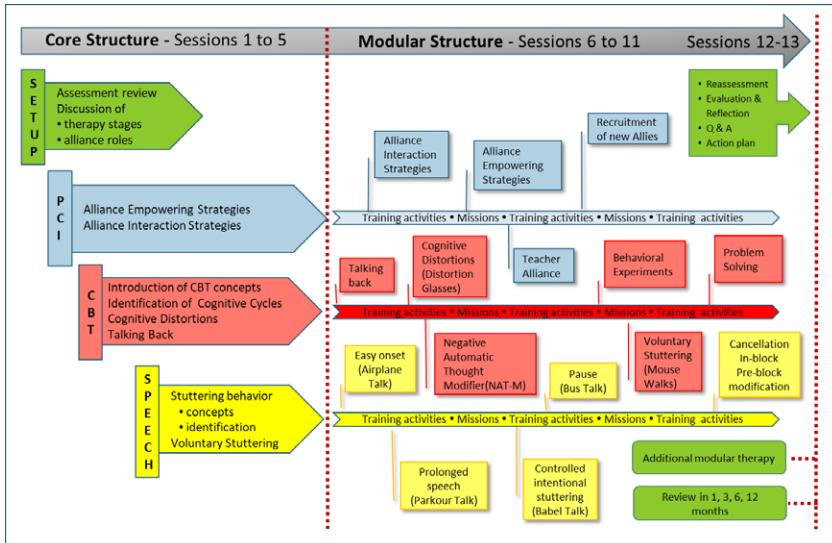 Core Structure - Sessions 1 to 5
Modular Structure - Sessions 6 to 11
Sessions 12-13
SETUP
Assessment review
Discussion of
• therapy stages
• alliance roles
• Reassessment
• Evaluation &
Reflection
• Q & A
• Action plan
PCI
Alliance Empowering Strategies
Alliance Interaction Strategies
Alliance
Interaction
Strategies
Alliance
Empowering
Strategies
Recruitment
of new Allies
Training activities • Missions • Training activities • Missions • Training activities
Teacher
Alliance
CBT
Introduction of CBT concepts
Identification of Cognitive Cycles
Cognitive Distortions
Talking Back
Talking
back
Cognitive
Distortions
(Distortion
Glasses)
Behavioral
Experiments
Problem
Solving
Training activities • Missions • Training activities • Missions • Training activities
Negative
Automatic
Thought
Modifier(NAT-M)
Voluntary
Stuttering
(Mouse
Walks)
SPEECH
Stuttering behavior
• concepts
• identification
Voluntary Stuttering
Easy onset
(Airplane
Talk)
Pause
(Bus Talk)
Cancellation
In-block
Pre-block
modification
Training activities • Missions • Training activities • Missions • Training activities
Prolonged
speech
(Parkour Talk)
Controlled
intentional
stuttering
(Babel Talk)
Additional modular therapy
Review in 1, 3, 6, 12
months